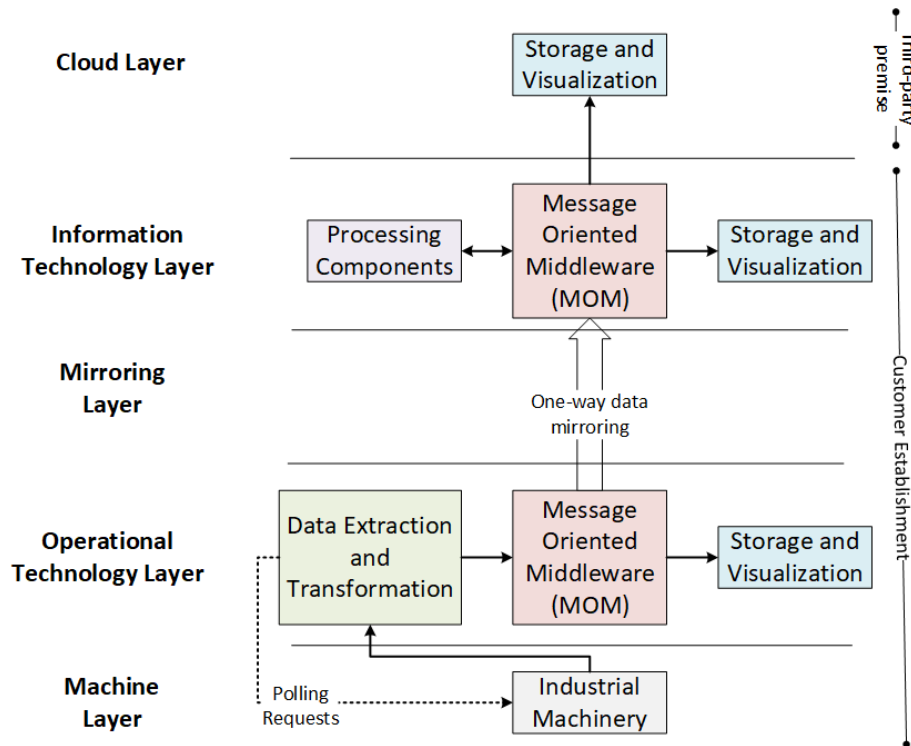 Cloud Layer
Storage and
Visualization
Third-party
premise
Information
Technology Layer
Processing
Components
Message
Oriented
Middleware
(MOM)
Storage and
Visualization
Mirroring
Layer
One-way data
mirroring
Customer Establishment
Operational
Technology Layer
Data Extraction
and
Transformation
Message
Oriented
Middleware
(MOM)
Storage and
Visualization
Machine
Layer
Polling
Requests
Industrial
Machinery